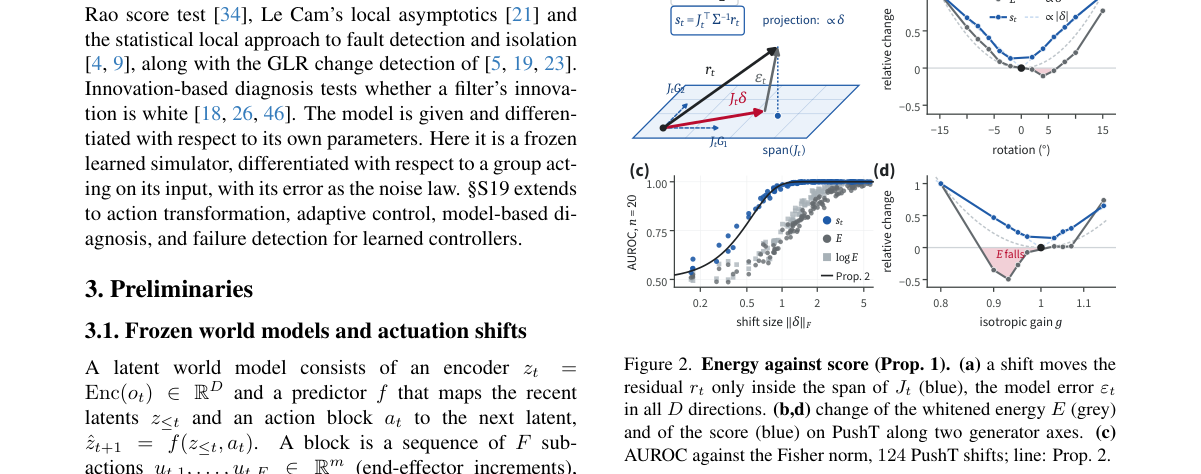 Rao score test [34], Le Cam's local asymptotics [21] and
the statistical local approach to fault detection and isolation
[4, 9], along with the GLR change detection of [5, 19, 23].
Innovation-based diagnosis tests whether a filter's innova-
tion is white [18, 26, 46]. The model is given and differen-
tiated with respect to its own parameters. Here it is a frozen
learned simulator, differentiated with respect to a group act-
ing on its input, with its error as the noise law. §S19 extends
to action transformation, adaptive control, model-based di-
agnosis, and failure detection for learned controllers.
3. Preliminaries
3.1. Frozen world models and actuation shifts
A latent world model consists of an encoder z_t =
Enc(o_t) ∈ ℝ^D and a predictor f that maps the recent
latents z_≤t and an action block a_t to the next latent,
ẑ_t+1 = f(z_≤t, a_t). A block is a sequence of F sub-
actions u_t,1, . . . , u_t,F ∈ ℝ^m (end-effector increments),
s_t = J_t^⊤ Σ^−1 r_t
projection: ∝ δ
r_t
ε_t
J_tG_2
J_tδ
J_tG_1
span(J_t)
relative change
s_t ∝ |δ|
0.5
0
−0.5
−15 −5 0 5 15
rotation (°)
(c)
AUROC, n = 20
1.00
0.75
0.50
s_t
E
log E
Prop. 2
0.2 0.5 1 2 5
shift size ‖δ‖_F
(d)
relative change
1
0.5
0
−0.5
E falls
0.8 0.9 1 1.1
isotropic gain g
Figure 2. Energy against score (Prop. 1). (a) a shift moves the
residual r_t only inside the span of J_t (blue), the model error ε_t
in all D directions. (b,d) change of the whitened energy E (grey)
and of the score (blue) on PushT along two generator axes. (c)
AUROC against the Fisher norm, 124 PushT shifts; line: Prop. 2.